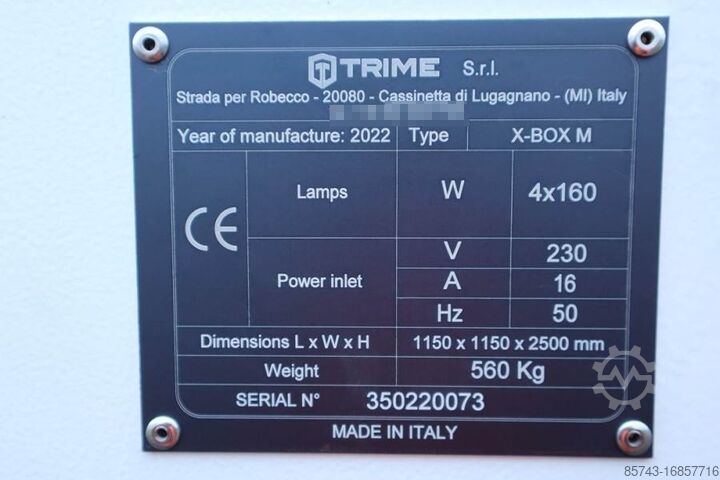 TRIME S.r.l.
Strada per Robecco - 20080 - Cassinetta di Lugagnano - (MI) Italy
Year of manufacture: 2022 Type X-BOX M
CE
Lamps W 4x160
Power inlet
V 230
A 16
Hz 50
Dimensions L x W x H 1150 x 1150 x 2500 mm
Weight 560 Kg
SERIAL N° 350220073
MADE IN ITALY
85743-16857716